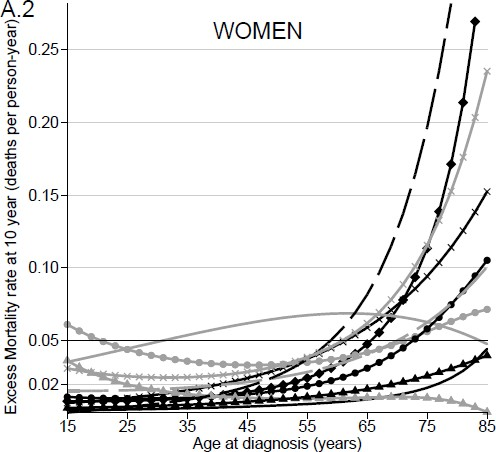 A.2
WOMEN
Excess Mortality rate at 10 year (deaths per person-year)
0.25
0.20
0.15
0.10
0.05
0.02
15 25 35 45 55 65 75 85
Age at diagnosis (years)